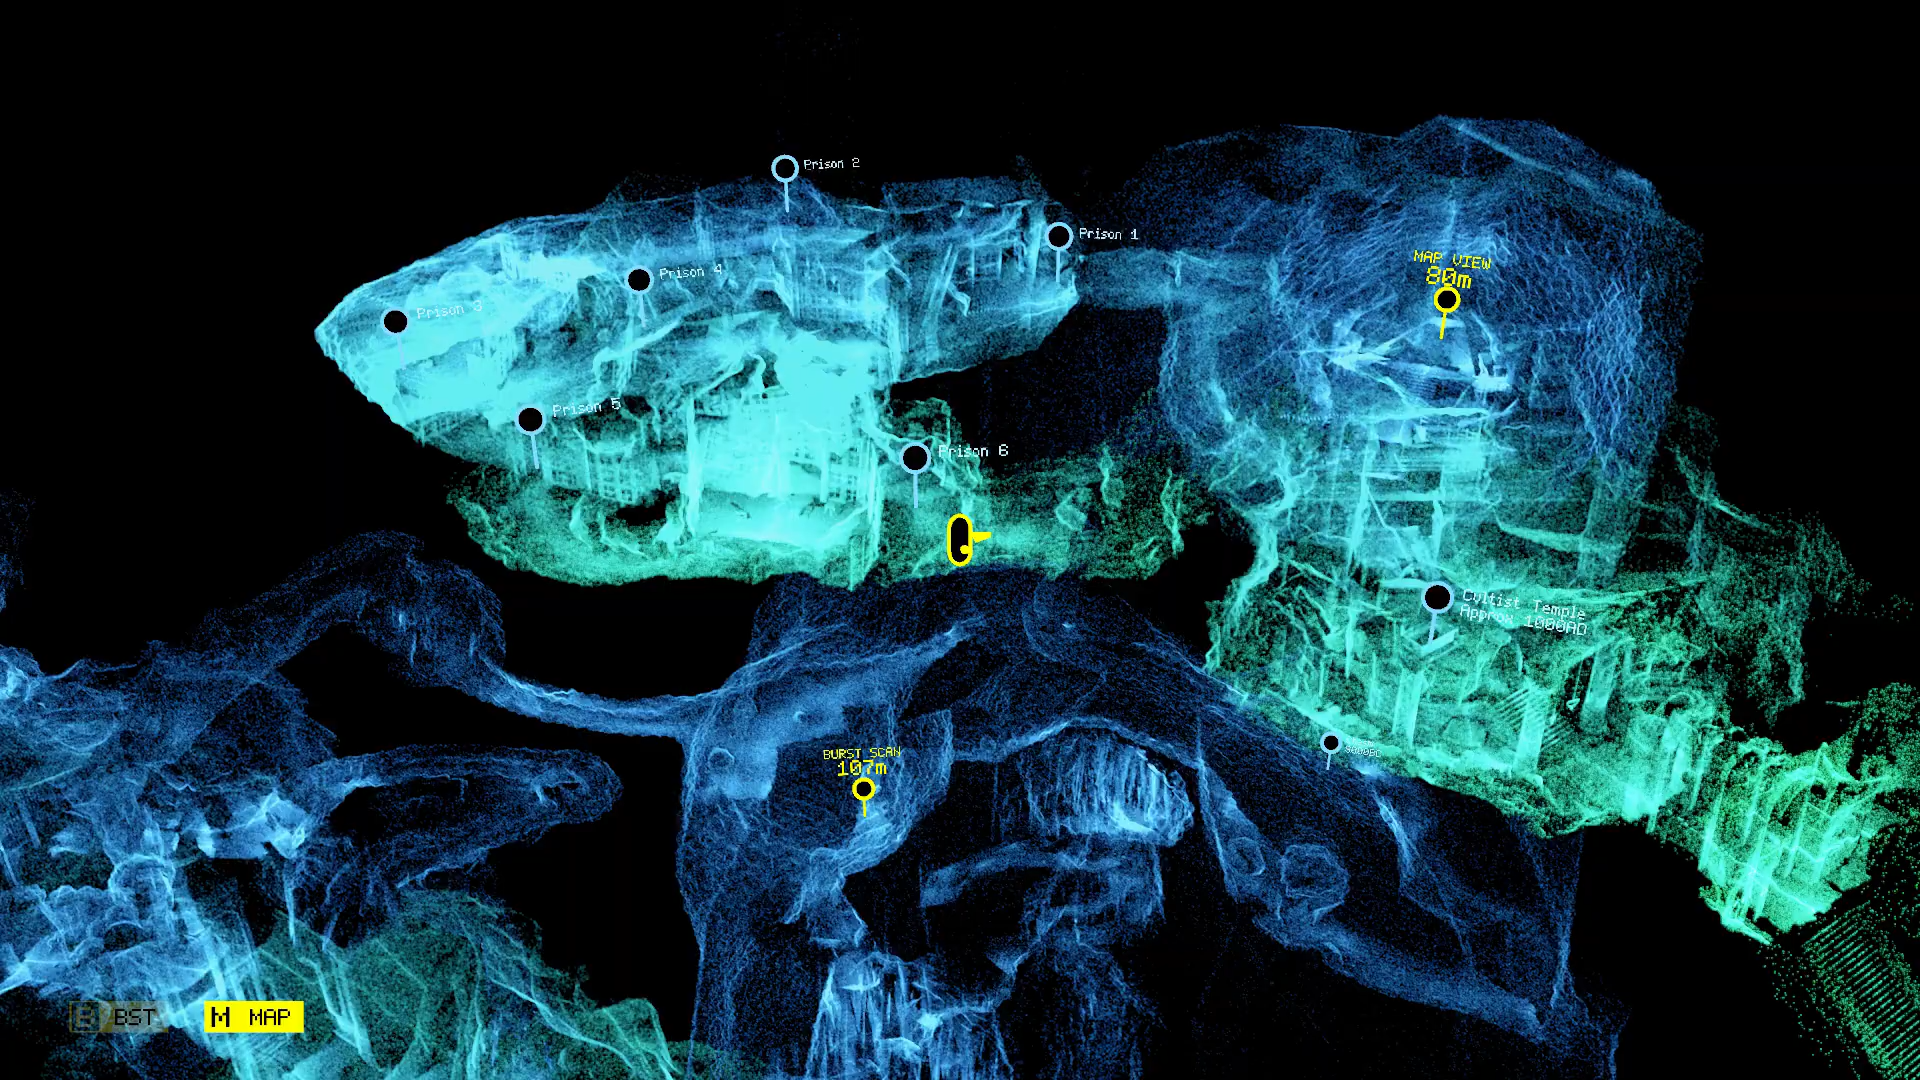 Prison 2
Prison 1
MAP VIEW
80m
Prison 4
Prison 3
Prison 5
Prison 6
Cultist Temple
Approx 1000AD
BURST SCAN
107m
B BST
M MAP